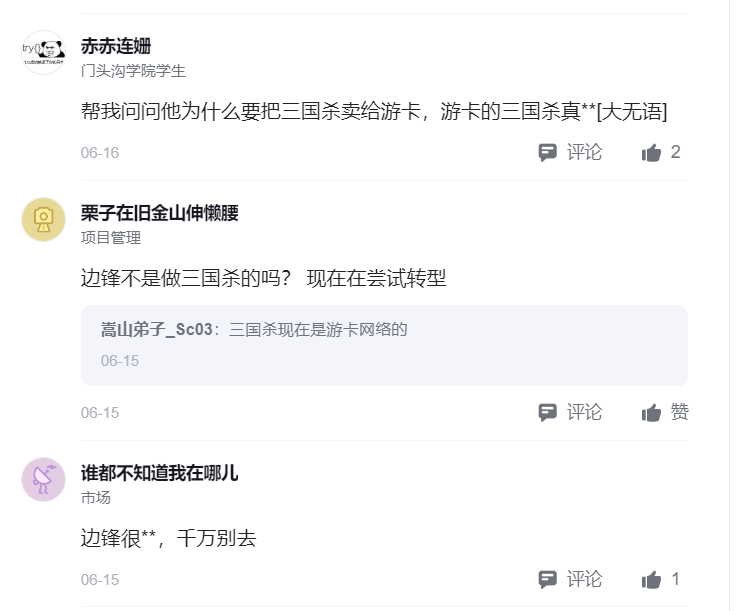 try{}
赤赤连姗
门头沟学院学生
帮我问问他为什么要把三国杀卖给游卡，游卡的三国杀真**[大无语]
06-16
评论
2
栗子在旧金山伸懒腰
项目管理
边锋不是做三国杀的吗？ 现在在尝试转型
嵩山弟子_Sc03：三国杀现在是游卡网络的
06-15
06-15
评论
赞
谁都不知道我在哪儿
市场
边锋很**，千万别去
06-15
评论
1